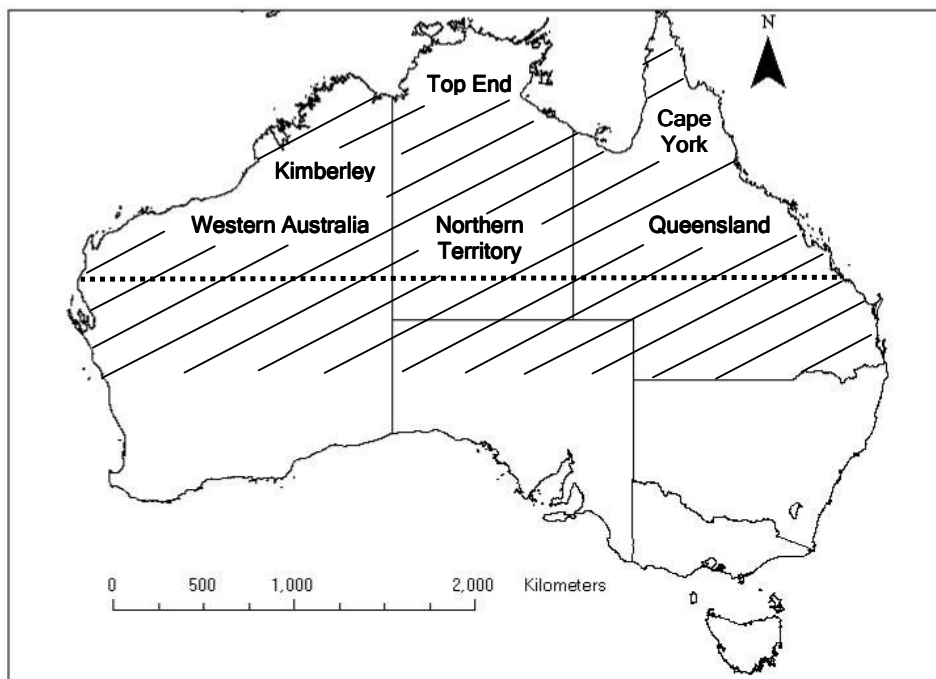 N
Top End
Cape
York
Kimberley
Western Australia
Northern
Territory
Queensland
0 500 1,000 2,000 Kilometers